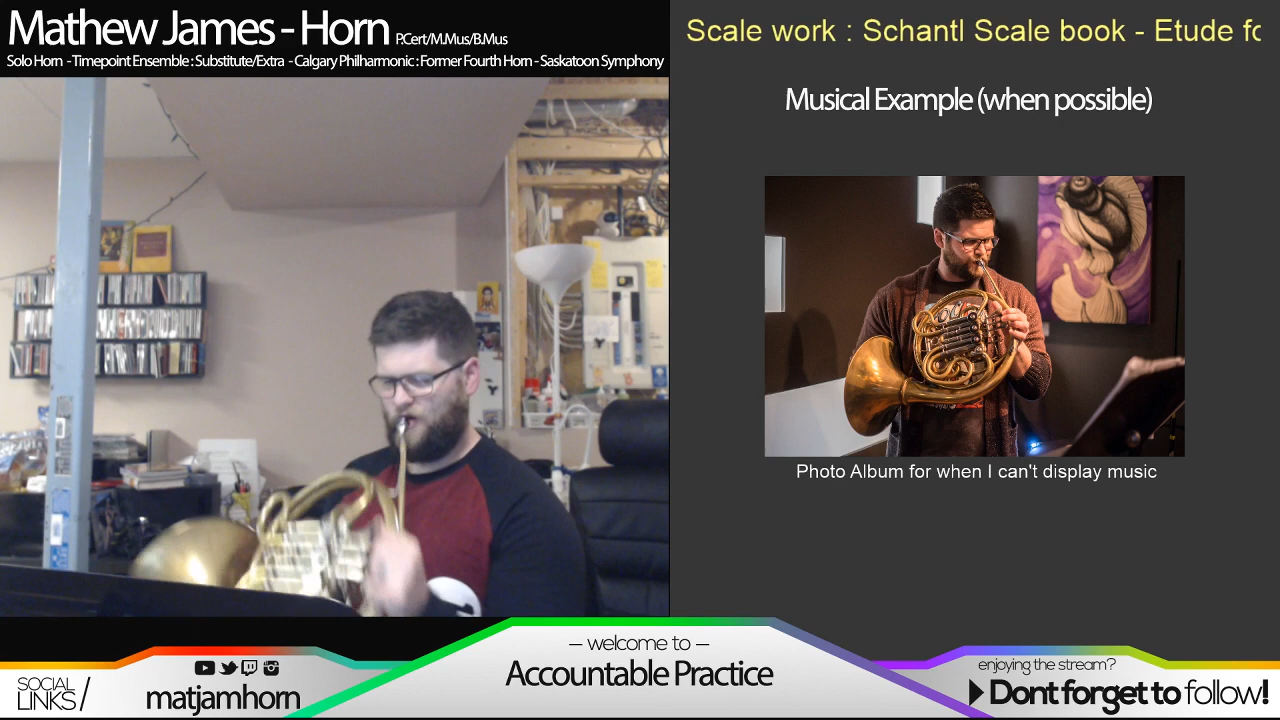 Mathew James - Horn P.Cert/M.Mus/B.Mus
Solo Horn - Timepoint Ensemble : Substitute/Extra - Calgary Philharmonic : Former Fourth Horn - Saskatoon Symphony
Scale work : Schantl Scale book - Etude fo
Musical Example (when possible)
Photo Album for when I can't display music
– welcome to –
Accountable Practice
SOCIAL
LINKS /
matjamhorn
enjoying the stream?
Dont forget to follow!